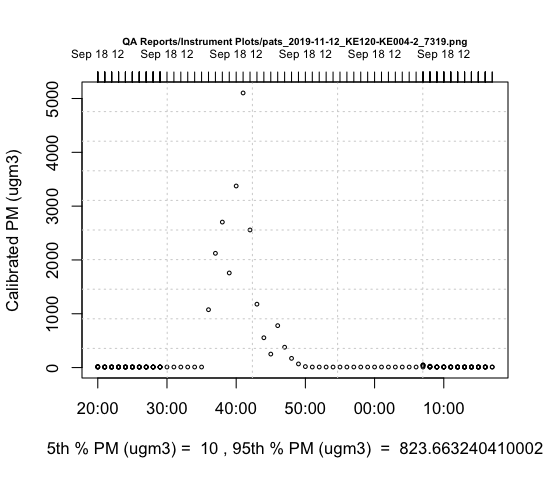 QA Reports/Instrument Plots/pats_2019-11-12_KE120-KE004-2_7319.png
Sep 18 12 Sep 18 12 Sep 18 12 Sep 18 12 Sep 18 12 Sep 18 12
5000
4000
3000
2000
1000
0
Calibrated PM (ugm3)
20:00 30:00 40:00 50:00 00:00 10:00
5th % PM (ugm3) = 10 , 95th % PM (ugm3) = 823.663240410002